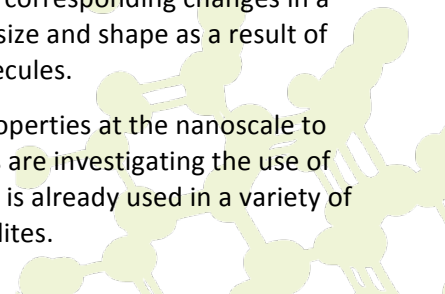 corresponding changes in a
size and shape as a result of
ecules.
operties at the nanoscale to
are investigating the use of
is already used in a variety of
lites.